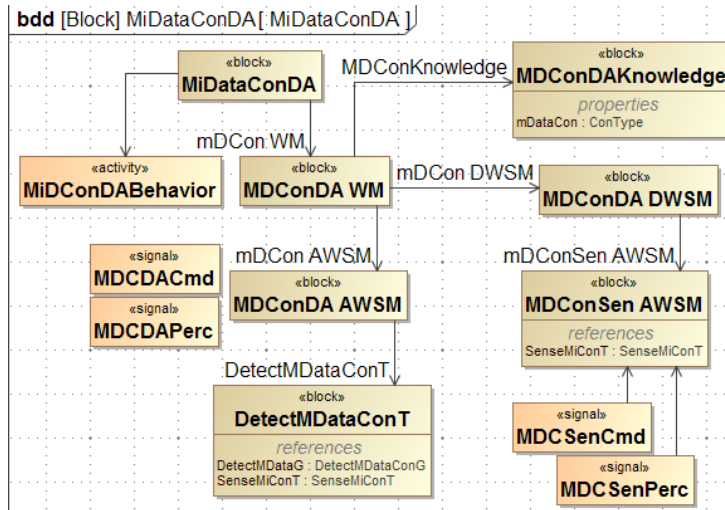 bdd [Block] MiDataConDA[ MiDataConDA ]
«block»
MiDataConDA
MDConKnowledge
«block»
MDConDAKnowledge
properties
mDataCon : ConType
mDCon WM
«activity»
MiDConDABehavior
«block»
MDConDA WM
mDCon DWSM
«block»
MDConDA DWSM
«signal»
MDCDACmd
«signal»
MDCDAPerc
mDCon AWSM
«block»
MDConDA AWSM
mDConSen AWSM
«block»
MDConSen AWSM
references
SenseMiConT : SenseMiConT
DetectMDataConT
«block»
DetectMDataConT
references
DetectMDataG : DetectMDataConG
SenseMiConT : SenseMiConT
«signal»
MDCSenCmd
«signal»
MDCSenPerc